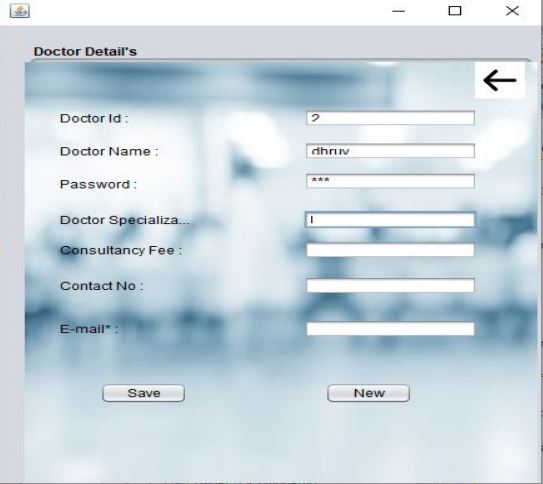 Doctor Detail's
Doctor Id : 2
Doctor Name : dhruv
Password : ***
Doctor Specializa...
Consultancy Fee :
Contact No :
E-mail* :
Save New